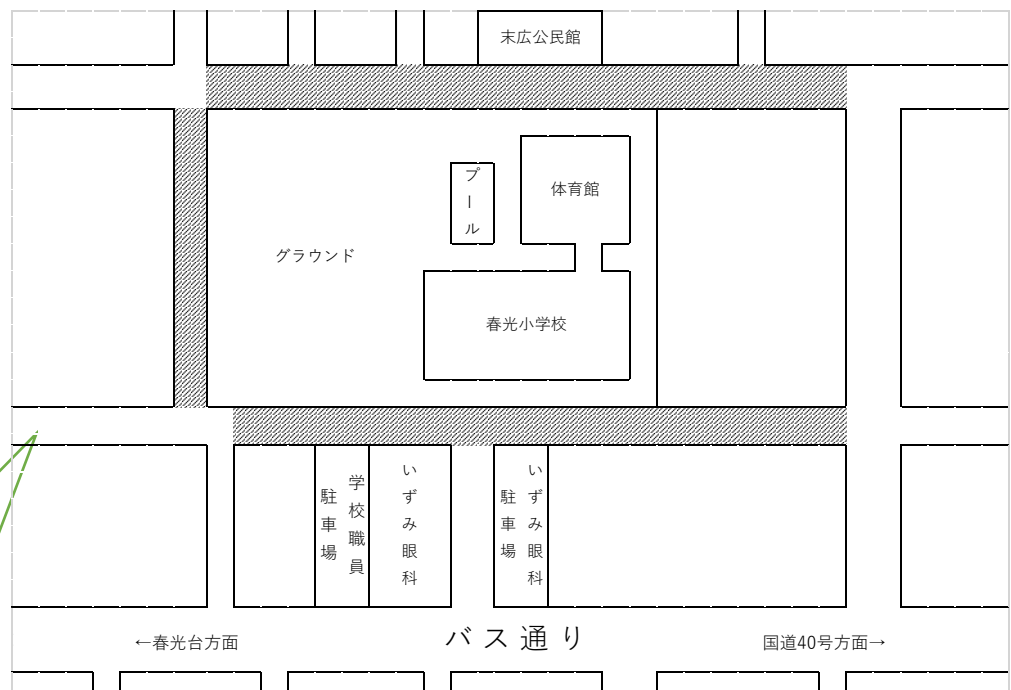 末広公民館
プール
体育館
グラウンド
春光小学校
学校職員
駐車場
いずみ眼科
いずみ眼科
駐車場
←春光台方面
バス通り
国道40号方面→